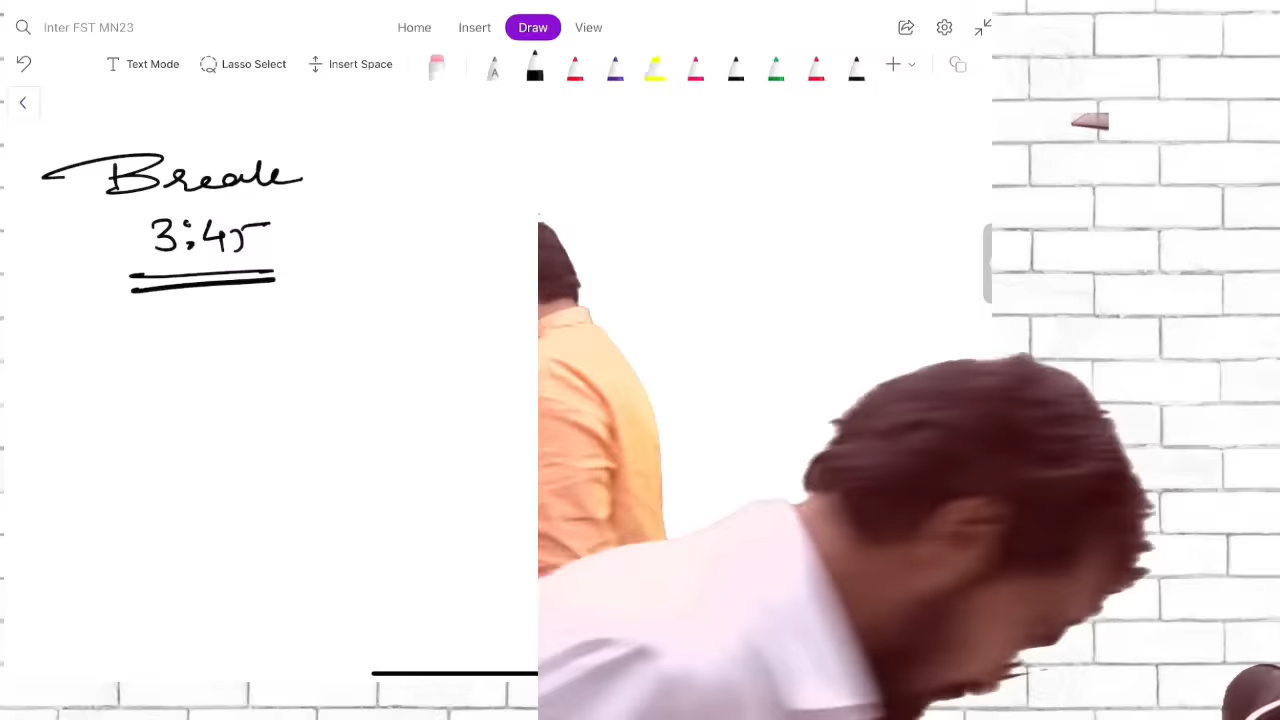 Inter FST MN23
Home Insert Draw View
Text Mode Lasso Select Insert Space
A
Break
3:45